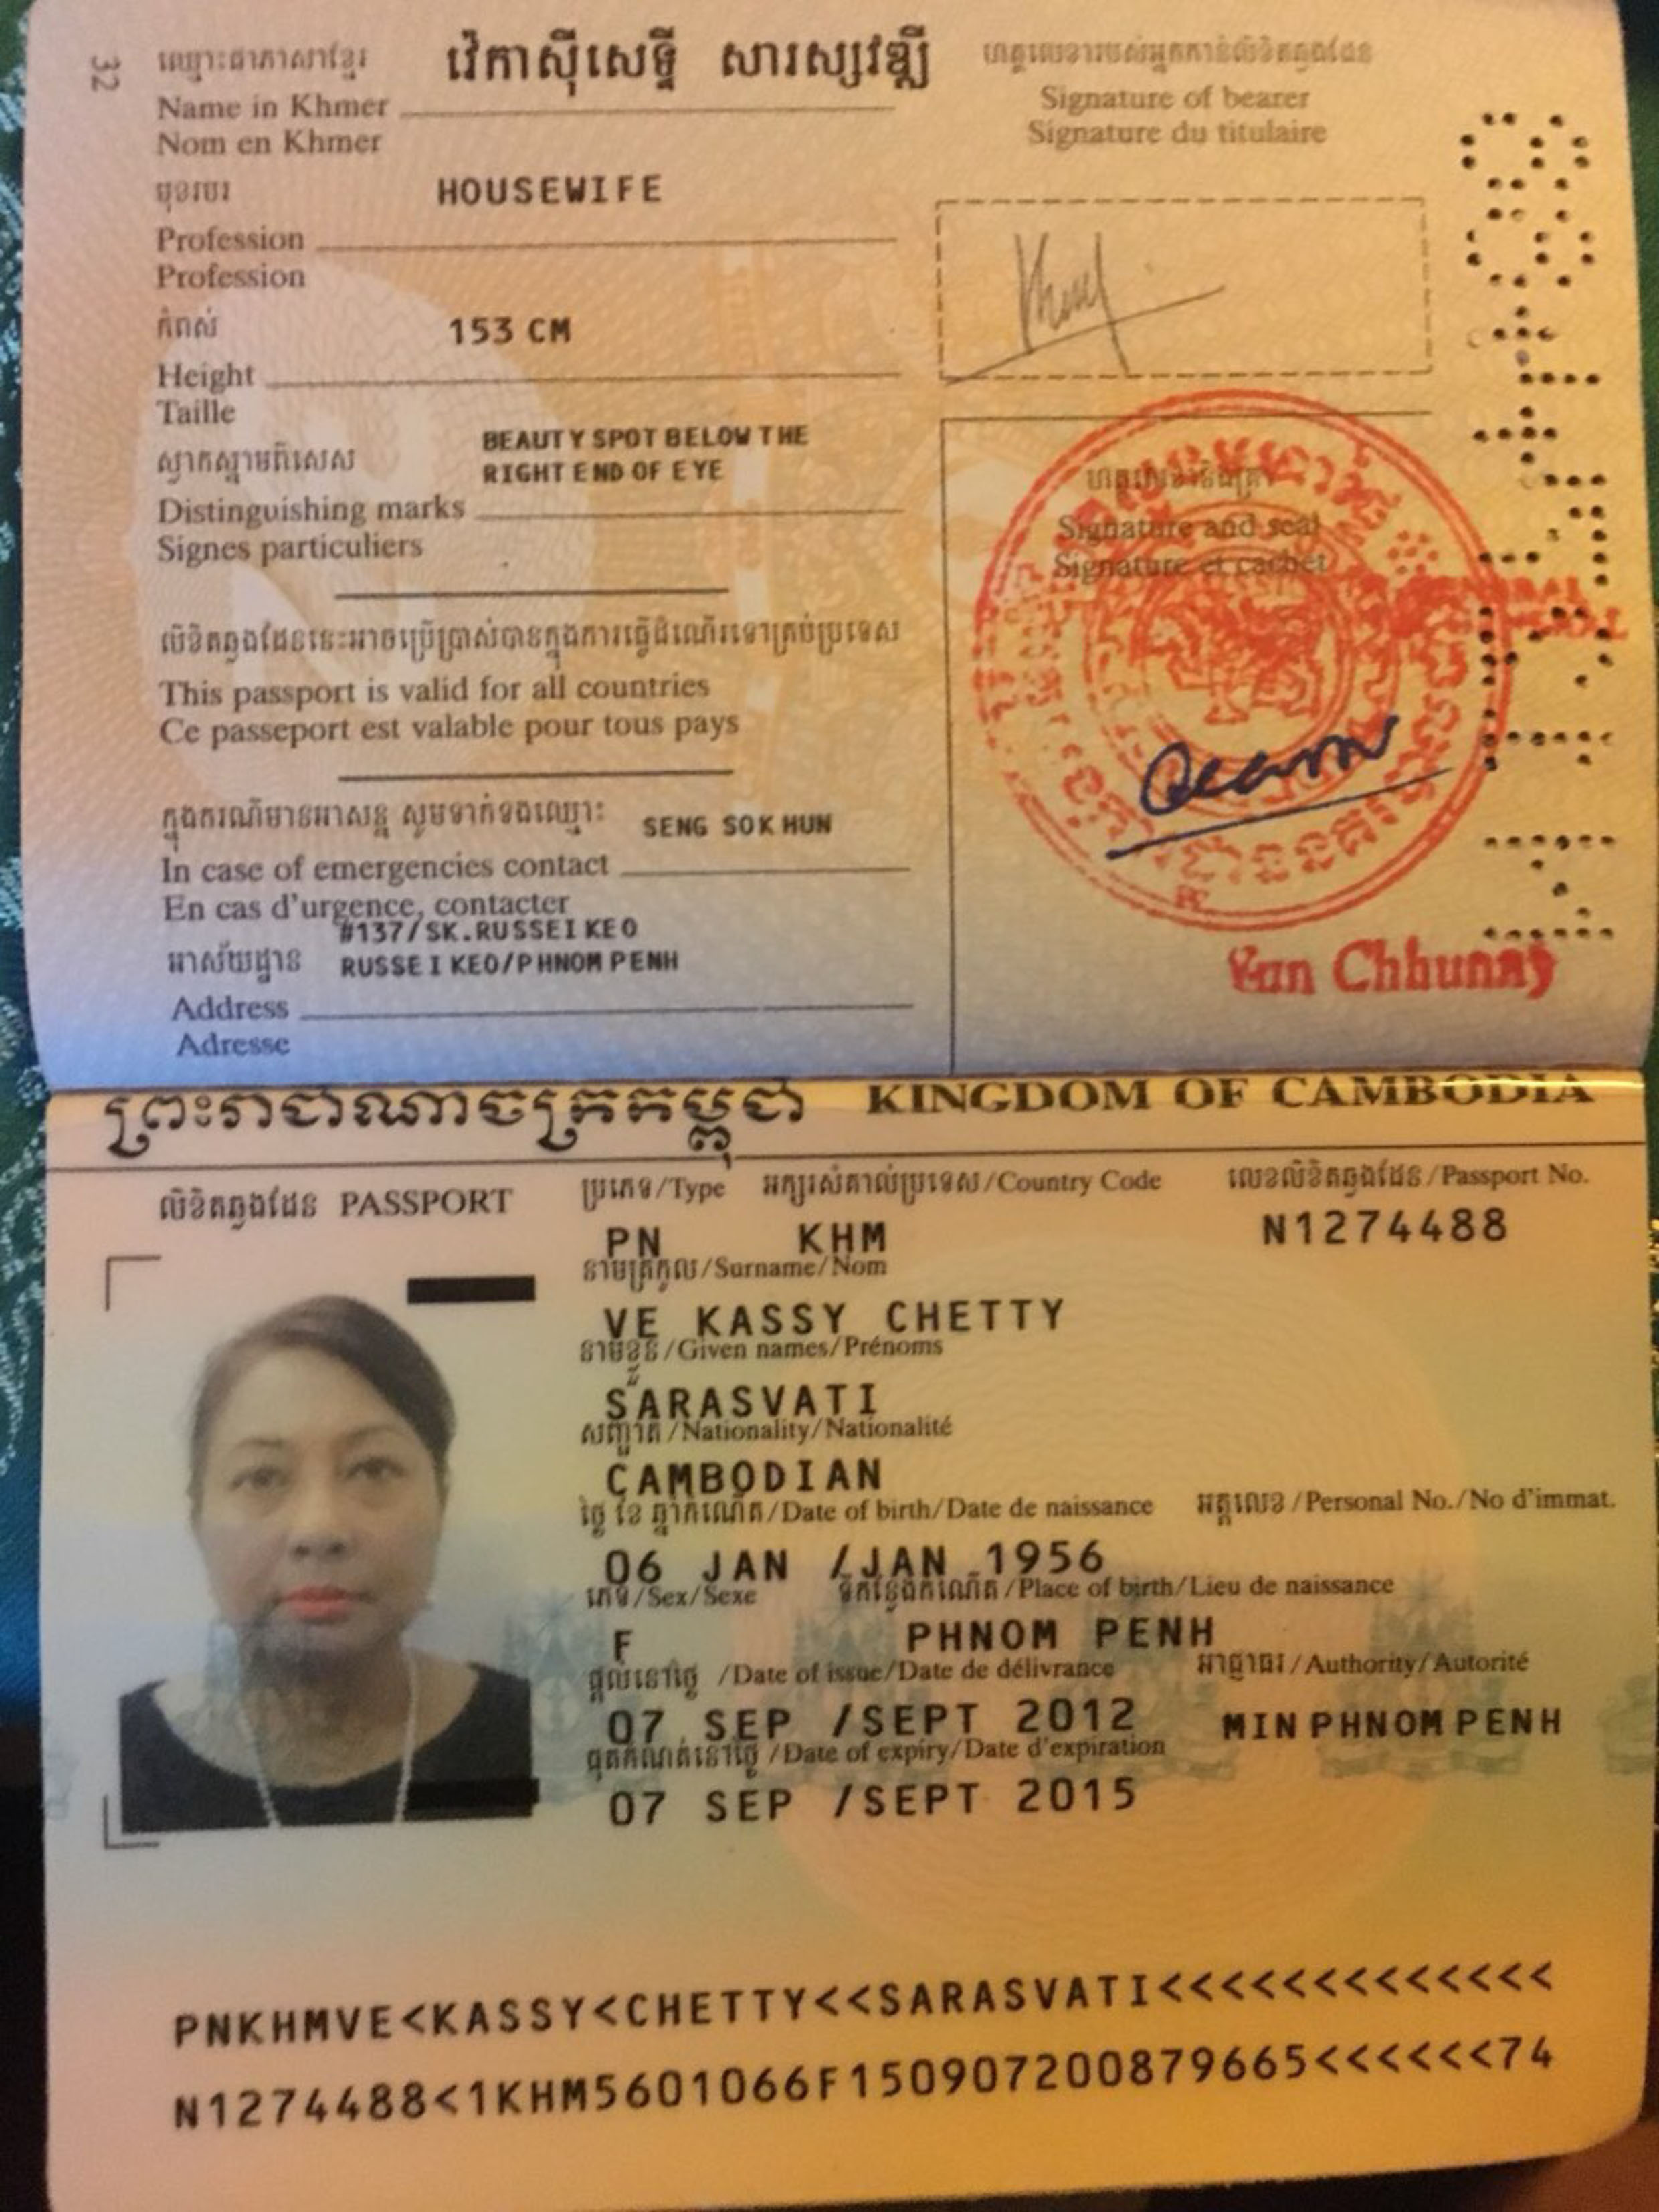 32
ឈ្មោះជាភាសាខ្មែរ
វ៉េកាស៊ីសេទ្ទី សារស្សវឌ្ឍី
Name in Khmer
Nom en Khmer
មុខរបរ
HOUSEWIFE
Profession
Profession
កំពស់
153 CM
Height
Taille
ស្លាកស្នាមពិសេស
BEAUTY SPOT BELOW THE
RIGHT END OF EYE
Distinguishing marks
Signes particuliers
លិខិតឆ្លងដែននេះអាចប្រើប្រាស់បានក្នុងការធ្វើដំណើរទៅគ្រប់ប្រទេស
This passport is valid for all countries
Ce passeport est valable pour tous pays
ក្នុងករណីមានអាសន្ន សូមទាក់ទងឈ្មោះ
SENG SOK HUN
In case of emergencies contact
En cas d'urgence, contacter
#137/SK.RUSSEI KEO
អាស័យដ្ឋាន
RUSSEI KEO/PHNOM PENH
Address
Adresse
ហត្ថលេខារបស់អ្នកកាន់លិខិតឆ្លងដែន
Signature of bearer
Signature du titulaire
Signature and seal
Signature et cachet
Yun Chhunny
ព្រះរាជាណាចក្រកម្ពុជា KINGDOM OF CAMBODIA
លិខិតឆ្លងដែន PASSPORT
ប្រភេទ/Type
អក្សរសំគាល់ប្រទេស/Country Code
លេខលិខិតឆ្លងដែន/Passport No.
PN KHM N1274488
នាមត្រកូល/Surname/Nom
VE KASSY CHETTY
នាមខ្លួន/Given names/Prénoms
SARASVATI
សញ្ជាតិ/Nationality/Nationalité
CAMBODIAN
ថ្ងៃ ខែ ឆ្នាំកំណើត/Date of birth/Date de naissance
អត្តលេខ/Personal No./No d'immat.
06 JAN /JAN 1956
ភេទ/Sex/Sexe
ទីកន្លែងកំណើត/Place of birth/Lieu de naissance
F PHNOM PENH
ផ្តល់នៅថ្ងៃ /Date of issue/Date de délivrance
អាជ្ញាធរ/Authority/Autorité
07 SEP /SEPT 2012 MIN PHNOM PENH
ផុតកំណត់នៅថ្ងៃ /Date of expiry/Date d'expiration
07 SEP /SEPT 2015
PNKHMVE<KASSY<CHETTY<<SARASVATI<<<<<<<<<<<<<
N1274488<1KHM5601066F150907200879665<<<<<<74